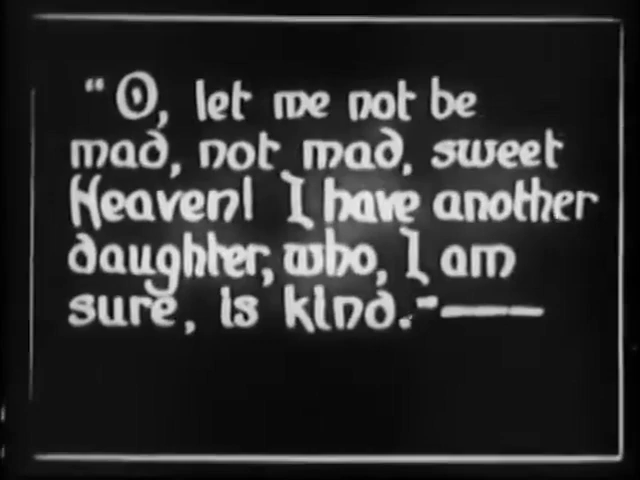 "O, let me not be
mad, not mad, sweet
Heaven! I have another
daughter, who, I am
sure, is kind."——